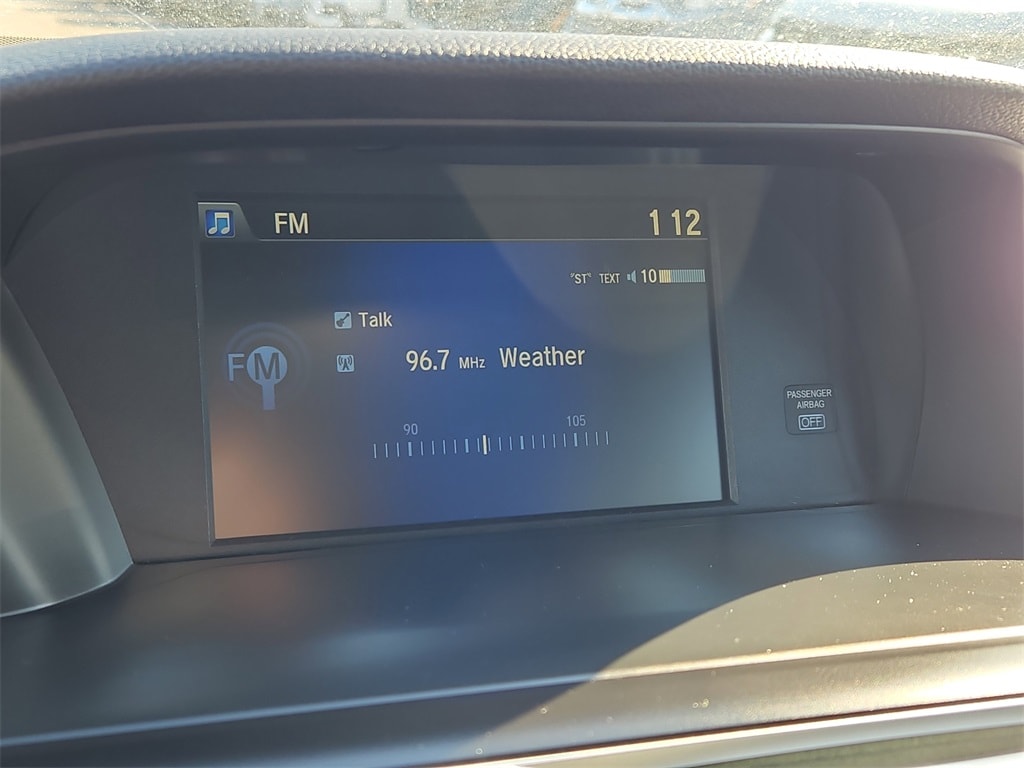 FM 1 12
"ST" TEXT 10
Talk
FM
96.7 MHz Weather
90 105
PASSENGER
AIRBAG
OFF